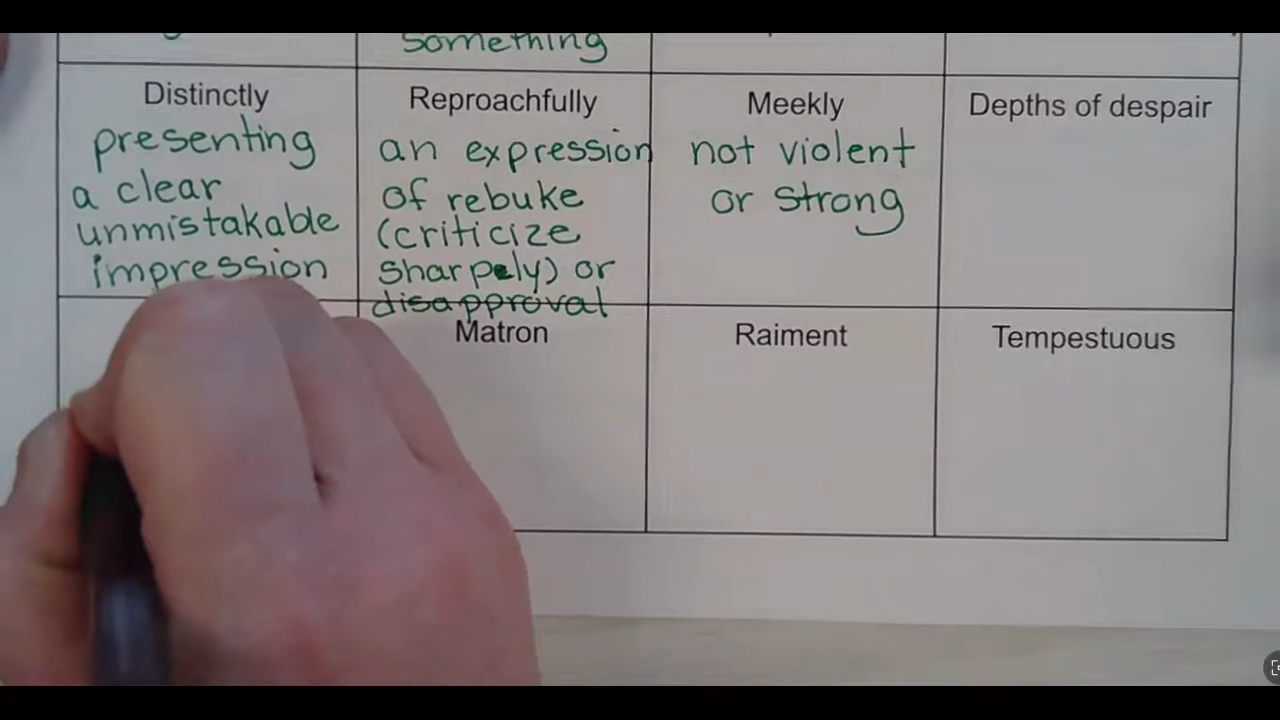 something
Distinctly
presenting
a clear
unmistakable
impression
Reproachfully
an expression
of rebuke
(criticize
sharply) or
disapproval
Meekly
not violent
or strong
Depths of despair
Matron
Raiment
Tempestuous